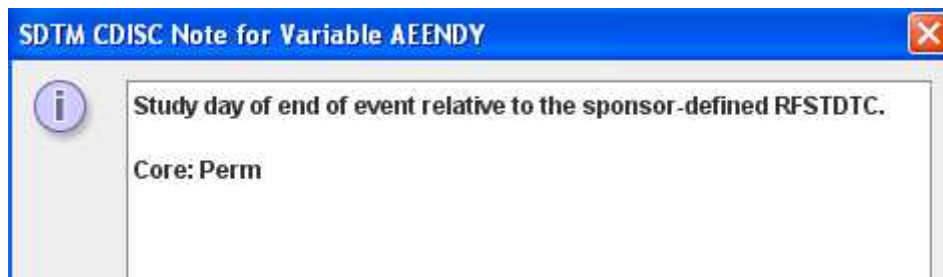 SDTM CDISC Note for Variable AEENDY
Study day of end of event relative to the sponsor-defined RFSTDTC.
Core: Perm